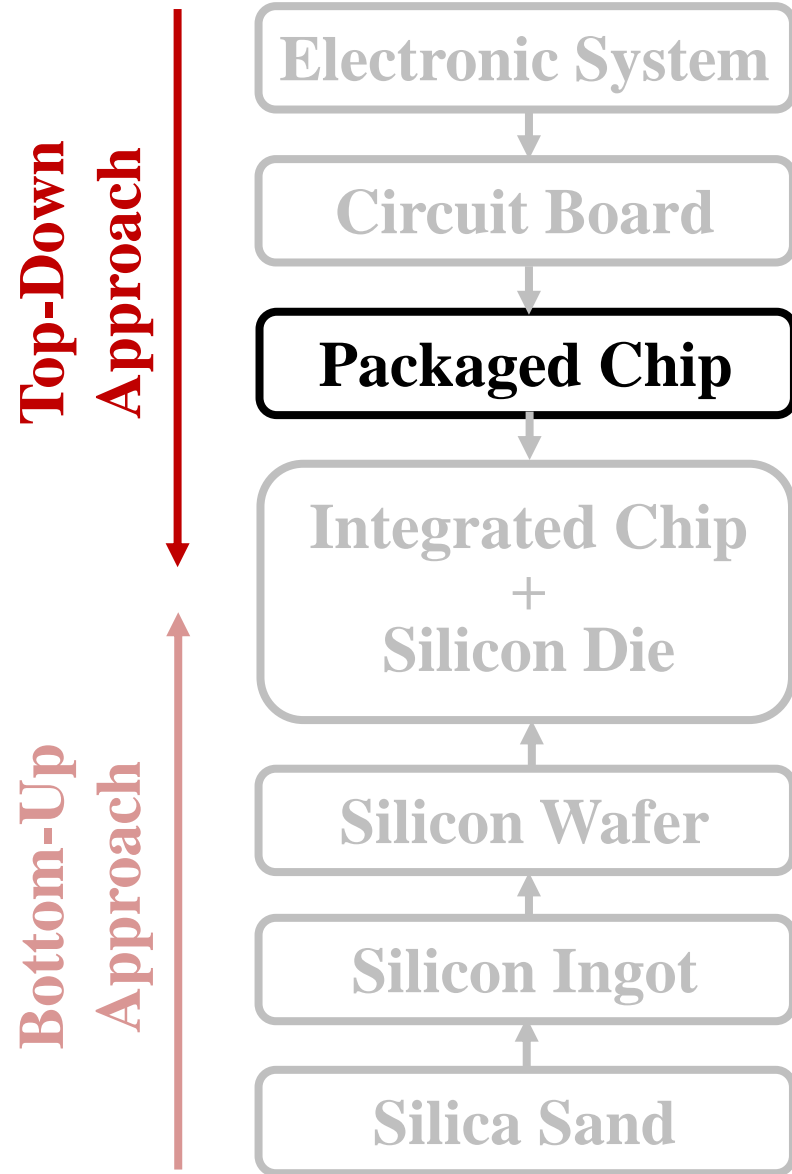 Top-Down
Approach
Electronic System
Circuit Board
Packaged Chip
Integrated Chip
+
Silicon Die
Bottom-Up
Approach
Silicon Wafer
Silicon Ingot
Silica Sand